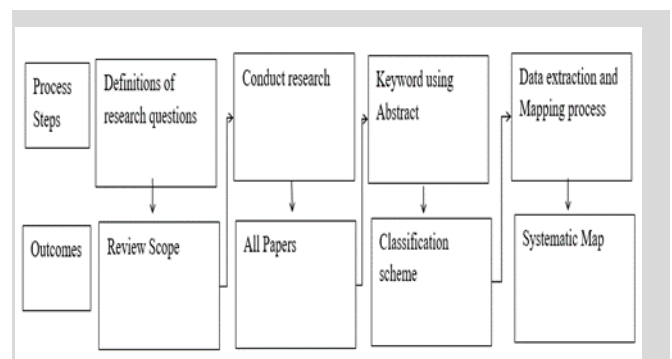 Process
Steps
Definitions of
research questions
Conduct research
Keyword using
Abstract
Data extraction and
Mapping process
Outcomes
Review Scope
All Papers
Classification
scheme
Systematic Map